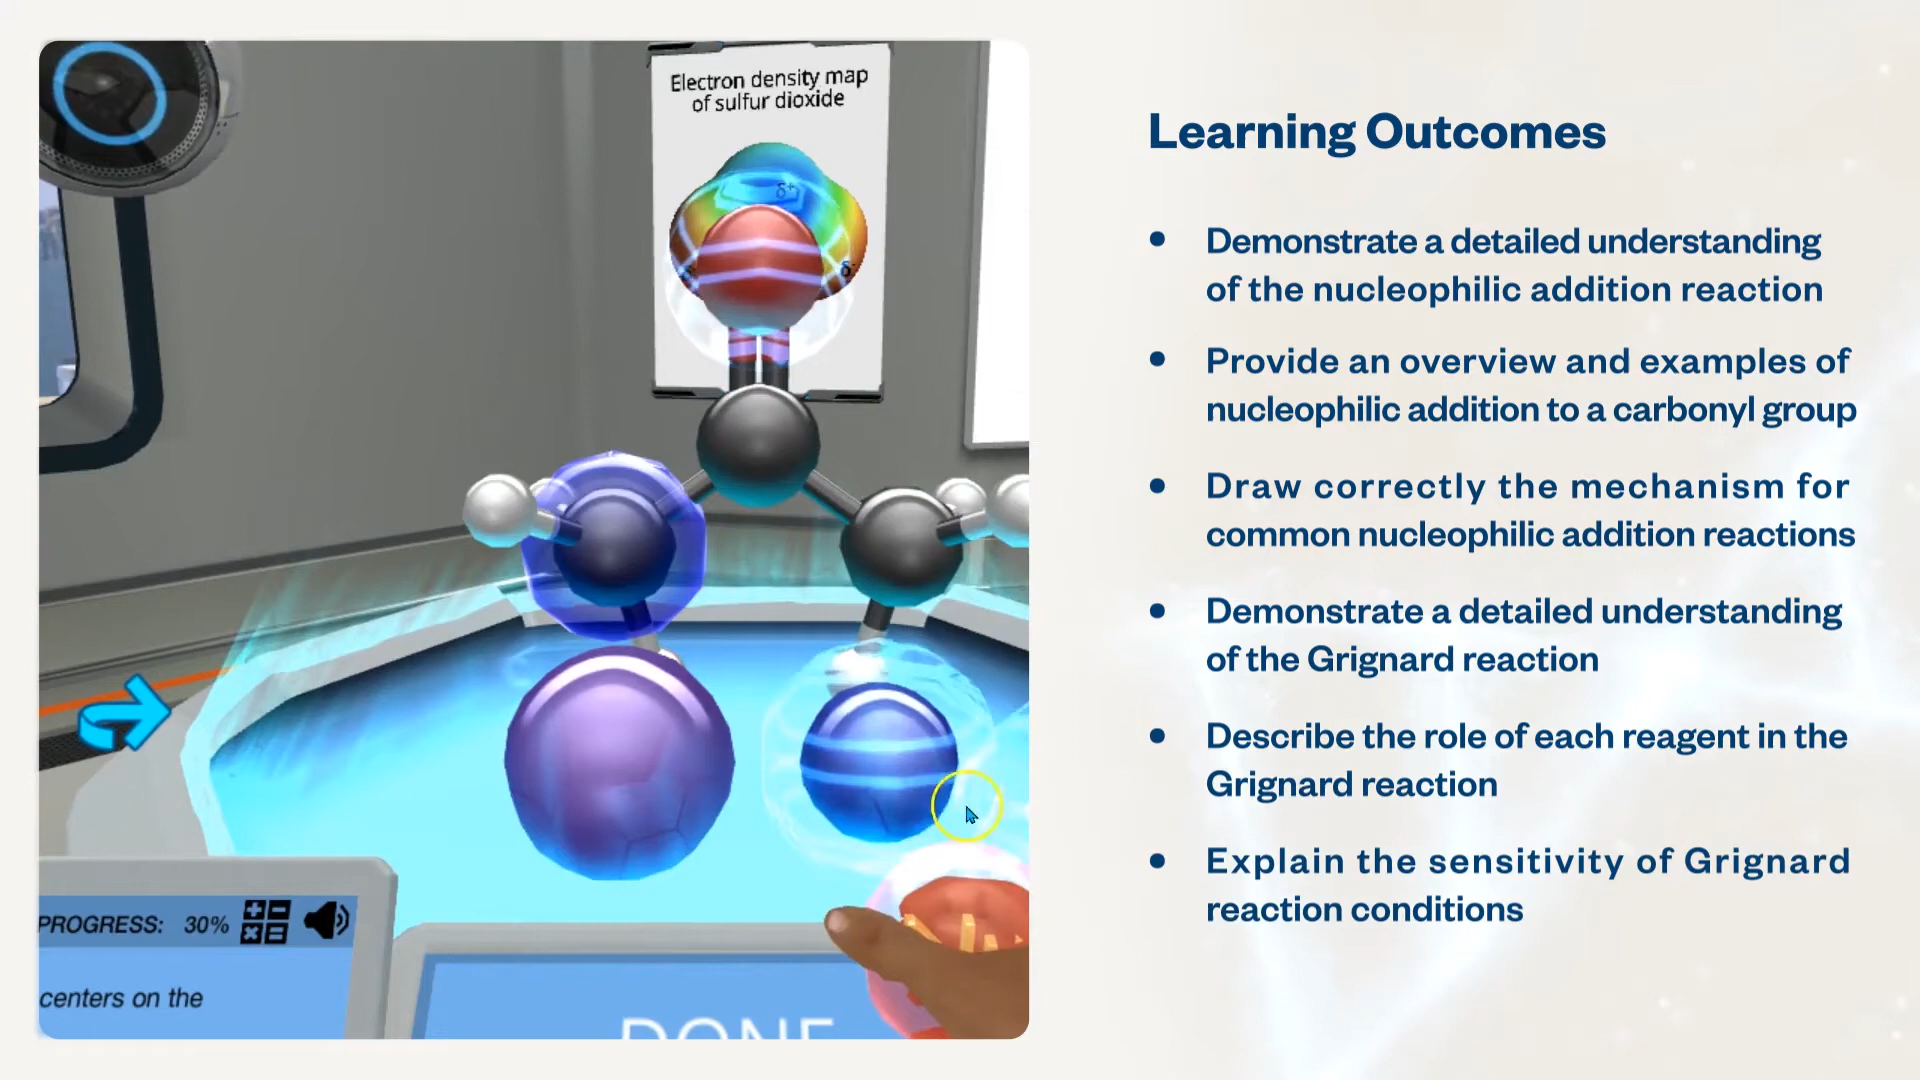 Electron density map
of sulfur dioxide
δ+
δ
PROGRESS: 30%
centers on the
DONE
Learning Outcomes
• Demonstrate a detailed understanding
of the nucleophilic addition reaction
• Provide an overview and examples of
nucleophilic addition to a carbonyl group
• Draw correctly the mechanism for
common nucleophilic addition reactions
• Demonstrate a detailed understanding
of the Grignard reaction
• Describe the role of each reagent in the
Grignard reaction
• Explain the sensitivity of Grignard
reaction conditions